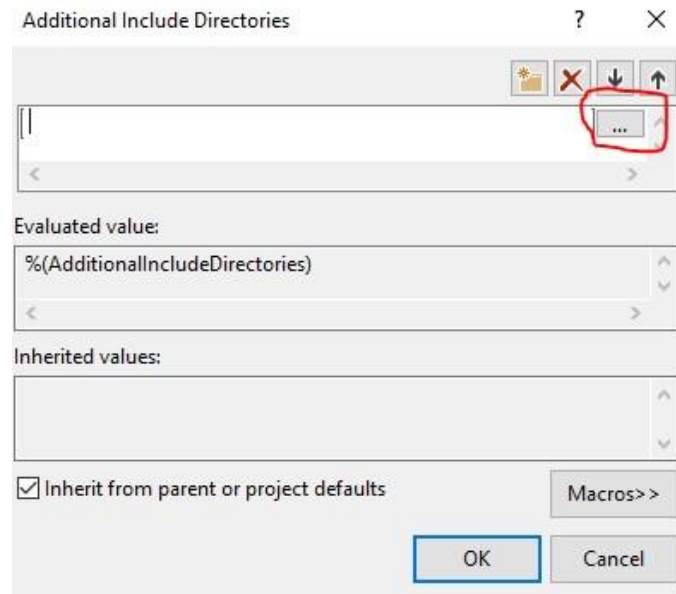 Additional Include Directories
...
Evaluated value:
%(AdditionalIncludeDirectories)
Inherited values:
Inherit from parent or project defaults
Macros>>
OK Cancel